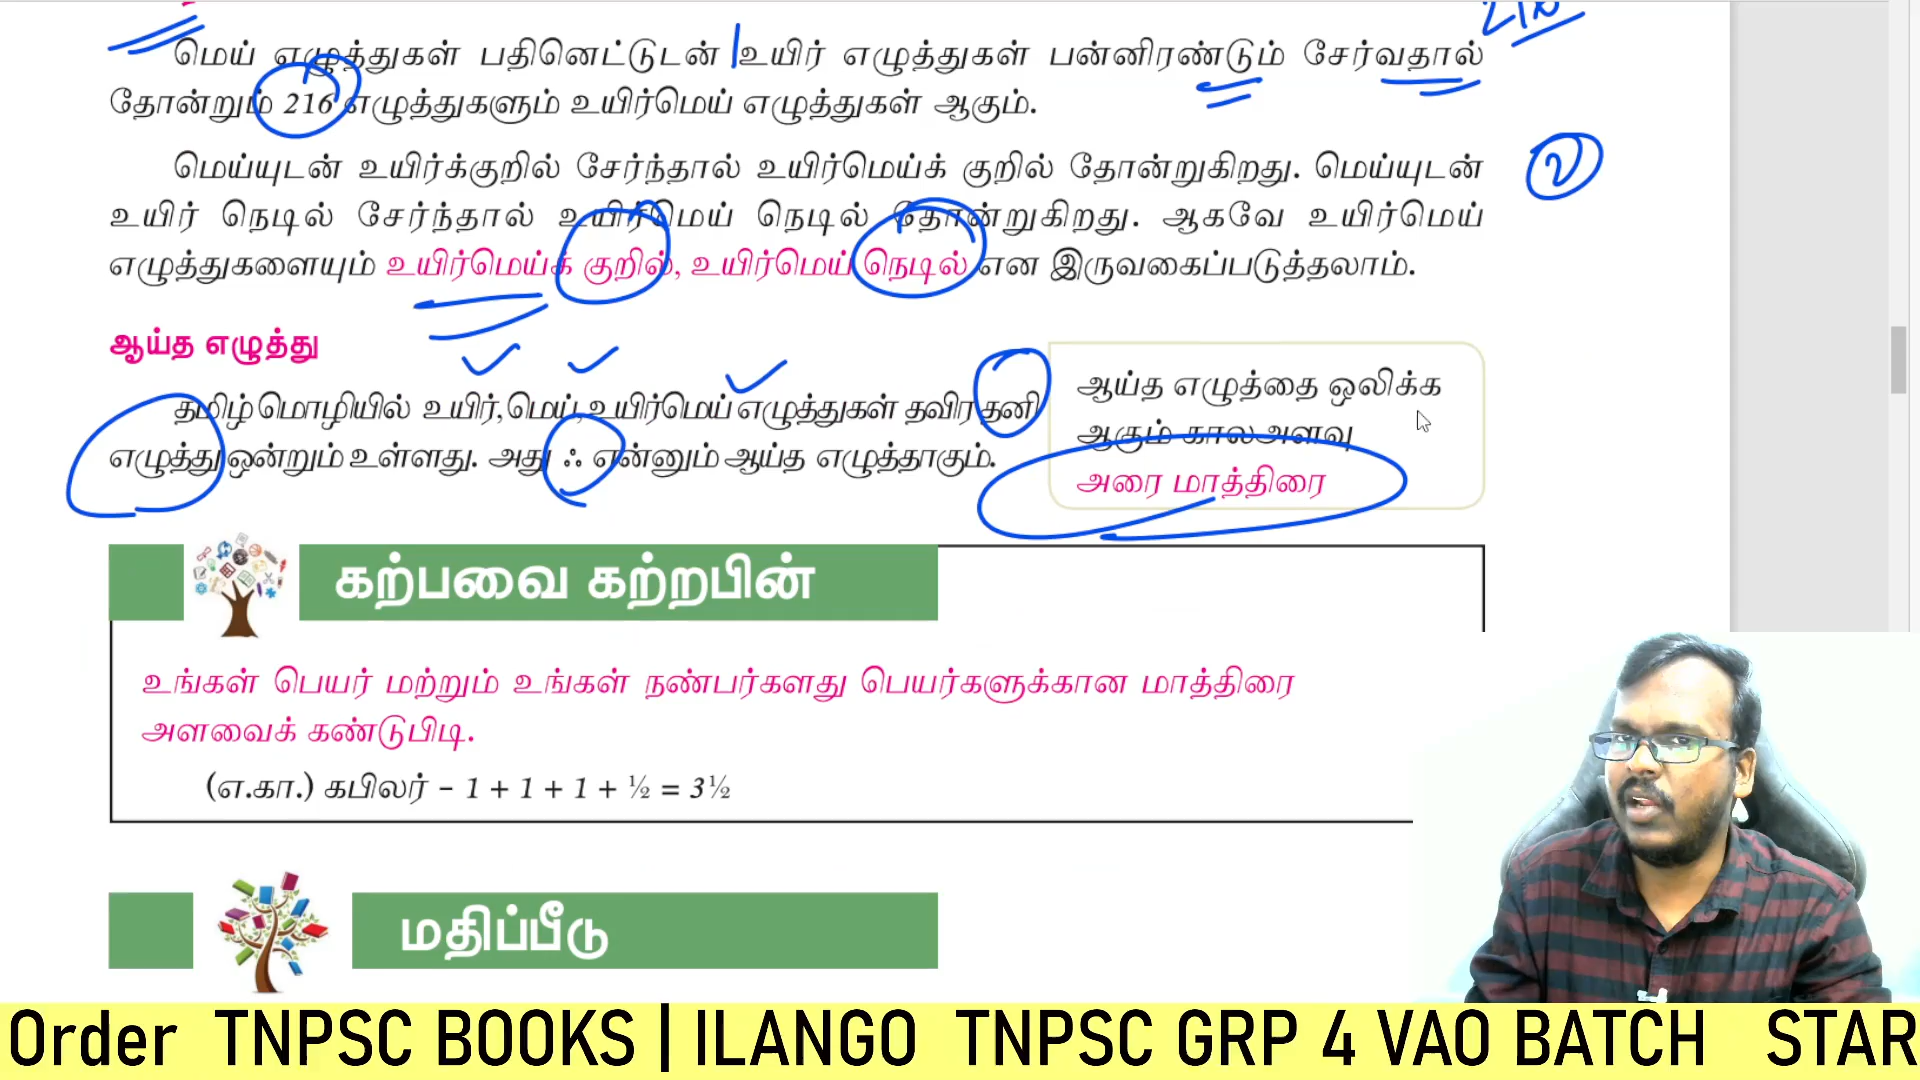 மெய் எழுத்துகள் பதினெட்டுடன் உயிர் எழுத்துகள் பன்னிரண்டும் சேர்வதால்
தோன்றும் 216 எழுத்துகளும் உயிர்மெய் எழுத்துகள் ஆகும்.
மெய்யுடன் உயிர்க்குறில் சேர்ந்தால் உயிர்மெய்க் குறில் தோன்றுகிறது. மெய்யுடன்
உயிர் நெடில் சேர்ந்தால் உயிர்மெய் நெடில் தோன்றுகிறது. ஆகவே உயிர்மெய்
எழுத்துகளையும் உயிர்மெய்க் குறில், உயிர்மெய் நெடில் என இருவகைப்படுத்தலாம்.
ஆய்த எழுத்து
தமிழ் மொழியில் உயிர், மெய், உயிர்மெய் எழுத்துகள் தவிர தனி
எழுத்து ஒன்றும் உள்ளது. அது ஃ என்னும் ஆய்த எழுத்தாகும்.
ஆய்த எழுத்தை ஒலிக்க
ஆகும் காலஅளவு
அரை மாத்திரை
கற்பவை கற்றபின்
உங்கள் பெயர் மற்றும் உங்கள் நண்பர்களது பெயர்களுக்கான மாத்திரை
அளவைக் கண்டுபிடி.
(எ.கா.) கபிலர் – 1 + 1 + 1 + ½ = 3 ½
மதிப்பீடு
Order TNPSC BOOKS | ILANGO TNPSC GRP 4 VAO BATCH STAR